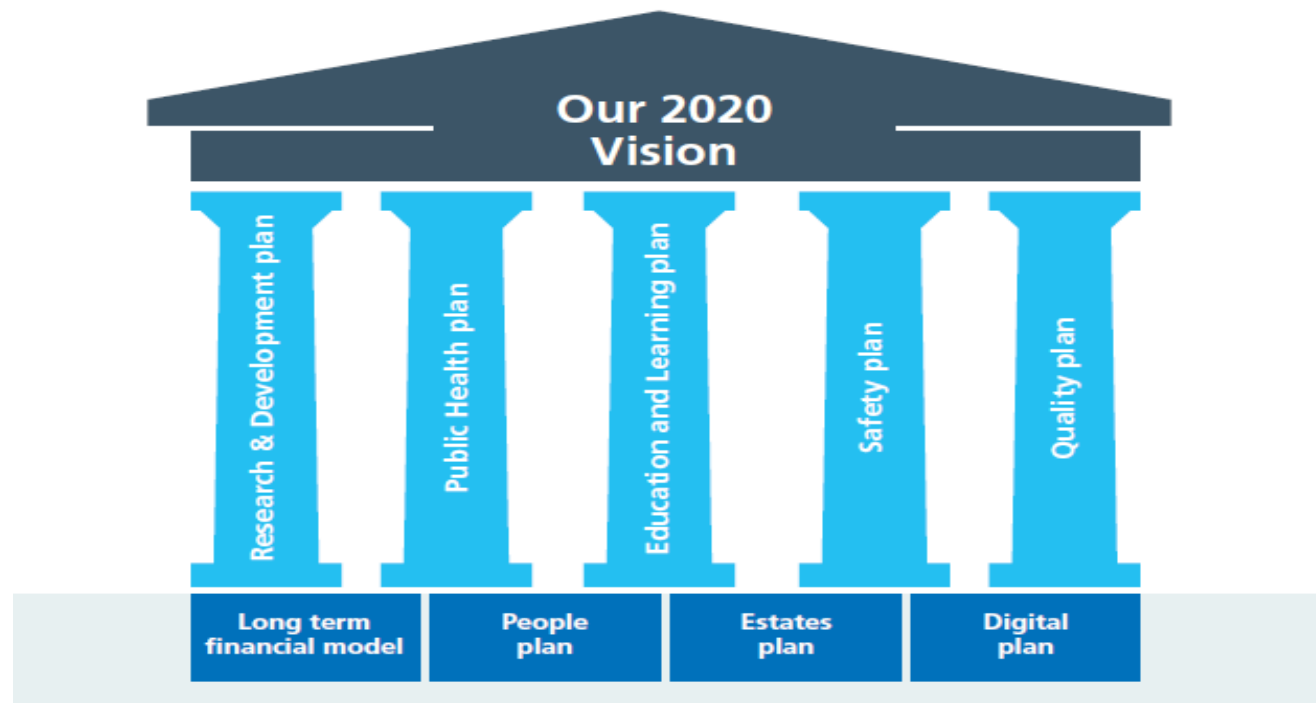 Our 2020
Vision
Research & Development plan
Public Health plan
Education and Learning plan
Safety plan
Quality plan
Long term
financial model
People
plan
Estates
plan
Digital
plan